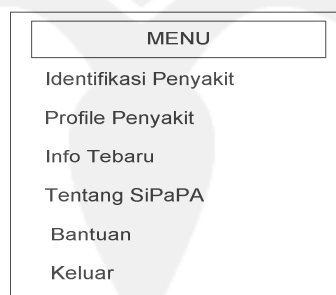 MENU
Identifikasi Penyakit
Profile Penyakit
Info Tebaru
Tentang SiPaPA
Bantuan
Keluar